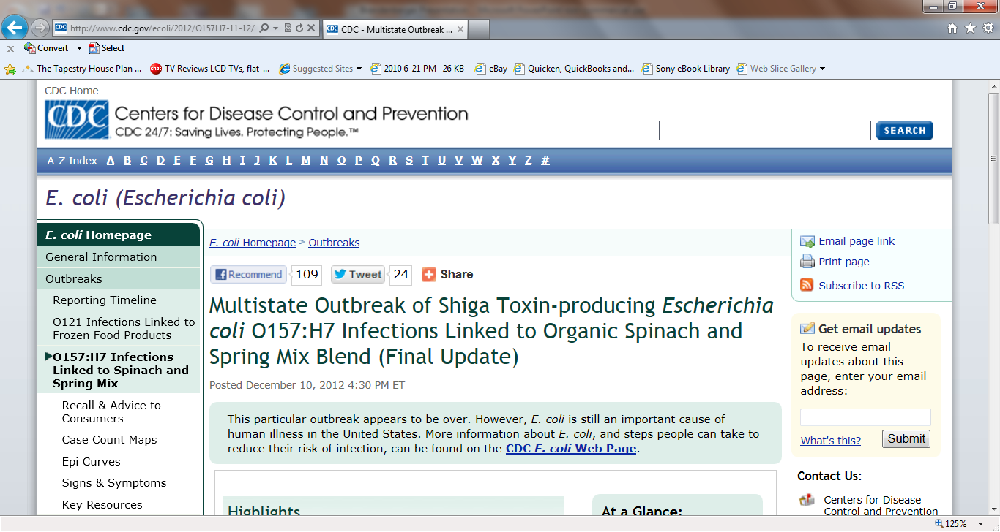 http://www.cdc.gov/ecoli/2012/O157H7-11-12/
CDC - Multistate Outbreak ...
x Convert Select
The Tapestry House Plan ... TV Reviews LCD TVs, flat-... Suggested Sites 2010 6-21 PM 26 KB eBay Quicken, QuickBooks and... Sony eBook Library Web Slice Gallery
CDC Home
CDC Centers for Disease Control and Prevention
CDC 24/7: Saving Lives. Protecting People.™
SEARCH
A-Z Index A B C D E F G H I J K L M N O P Q R S T U V W X Y Z #
E. coli (Escherichia coli)
E. coli Homepage
General Information
Outbreaks
Reporting Timeline
O121 Infections Linked to
Frozen Food Products
O157:H7 Infections
Linked to Spinach and
Spring Mix
Recall & Advice to
Consumers
Case Count Maps
Epi Curves
Signs & Symptoms
Key Resources
E. coli Homepage > Outbreaks
Recommend 109 Tweet 24 Share
Multistate Outbreak of Shiga Toxin-producing Escherichia
coli O157:H7 Infections Linked to Organic Spinach and
Spring Mix Blend (Final Update)
Posted December 10, 2012 4:30 PM ET
This particular outbreak appears to be over. However, E. coli is still an important cause of
human illness in the United States. More information about E. coli, and steps people can take to
reduce their risk of infection, can be found on the CDC E. coli Web Page.
Highlights
At a Glance:
Email page link
Print page
Subscribe to RSS
Get email updates
To receive email
updates about this
page, enter your email
address:
What's this? Submit
Contact Us:
Centers for Disease
Control and Prevention
125%